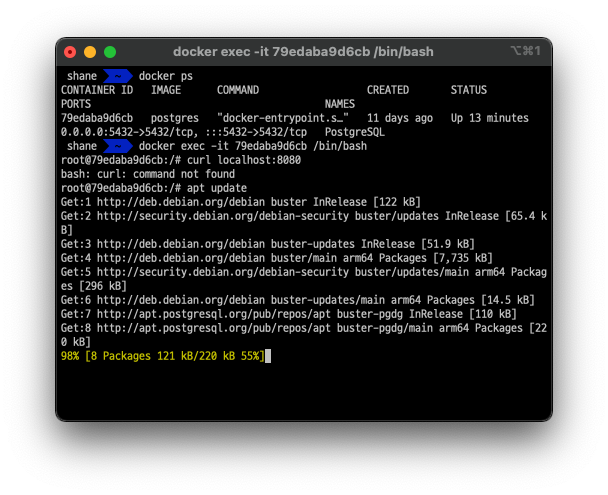 docker exec -it 79edaba9d6cb /bin/bash
⌥⌘1
shane ~ docker ps
CONTAINER ID   IMAGE      COMMAND                  CREATED       STATUS
PORTS                                       NAMES
79edaba9d6cb   postgres   "docker-entrypoint.s…"   11 days ago   Up 13 minutes
0.0.0.0:5432->5432/tcp, :::5432->5432/tcp   PostgreSQL
shane ~ docker exec -it 79edaba9d6cb /bin/bash
root@79edaba9d6cb:/# curl localhost:8080
bash: curl: command not found
root@79edaba9d6cb:/# apt update
Get:1 http://deb.debian.org/debian buster InRelease [122 kB]
Get:2 http://security.debian.org/debian-security buster/updates InRelease [65.4 k
B]
Get:3 http://deb.debian.org/debian buster-updates InRelease [51.9 kB]
Get:4 http://deb.debian.org/debian buster/main arm64 Packages [7,735 kB]
Get:5 http://security.debian.org/debian-security buster/updates/main arm64 Packag
es [296 kB]
Get:6 http://deb.debian.org/debian buster-updates/main arm64 Packages [14.5 kB]
Get:7 http://apt.postgresql.org/pub/repos/apt buster-pgdg InRelease [110 kB]
Get:8 http://apt.postgresql.org/pub/repos/apt buster-pgdg/main arm64 Packages [22
0 kB]
98% [8 Packages 121 kB/220 kB 55%]